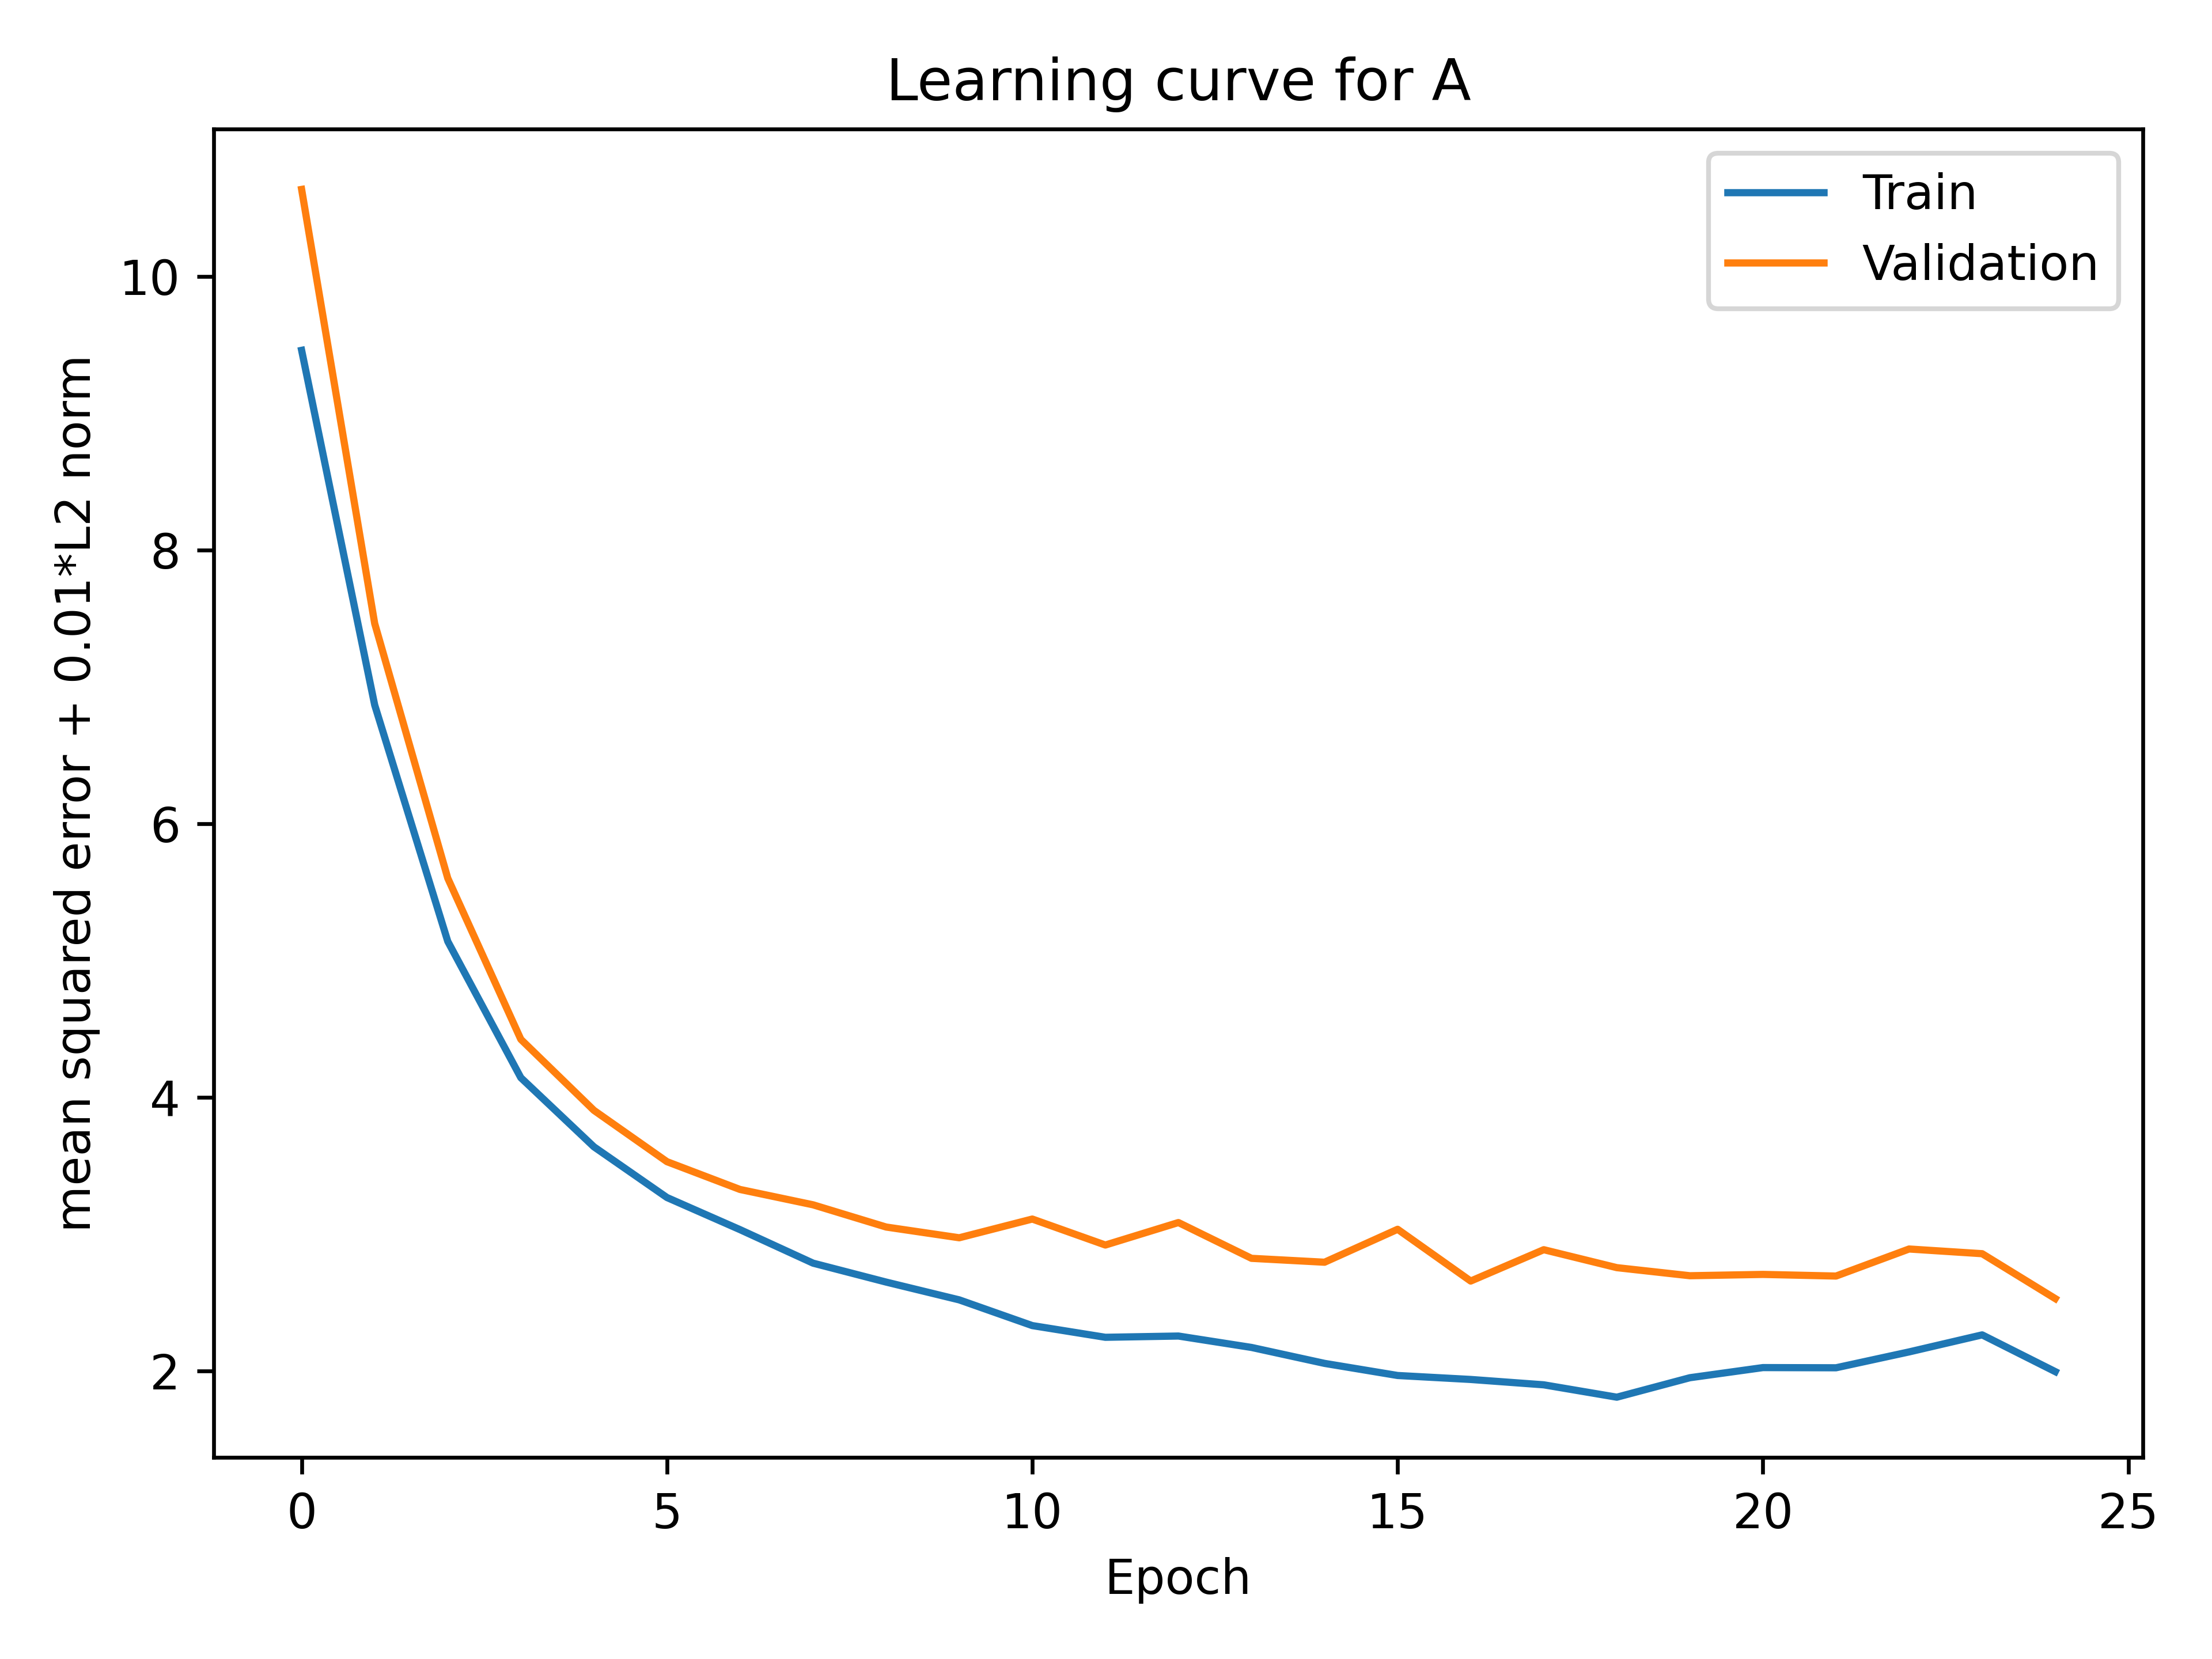 Learning curve for A
Train
Validation
mean squared error + 0.01*L2 norm
10
8
6
4
2
0 5 10 15 20 25
Epoch